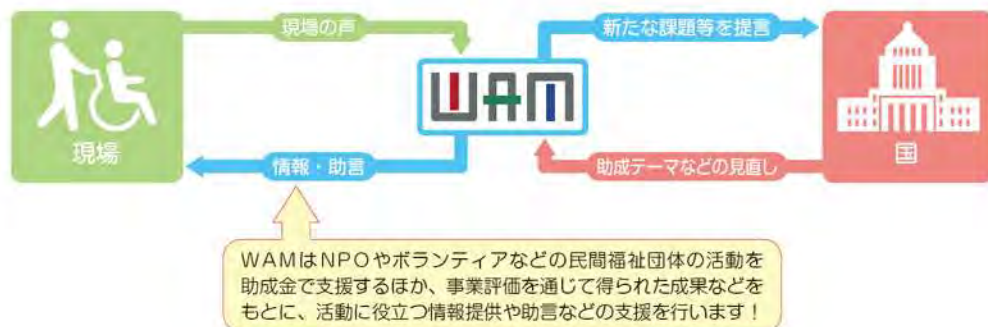 現場の声
新たな課題等を提言
WAM
現場
国
情報・助言
助成テーマなどの見直し
WAMはNPOやボランティアなどの民間福祉団体の活動を
助成金で支援するほか、事業評価を通じて得られた成果などを
もとに、活動に役立つ情報提供や助言などの支援を行います!